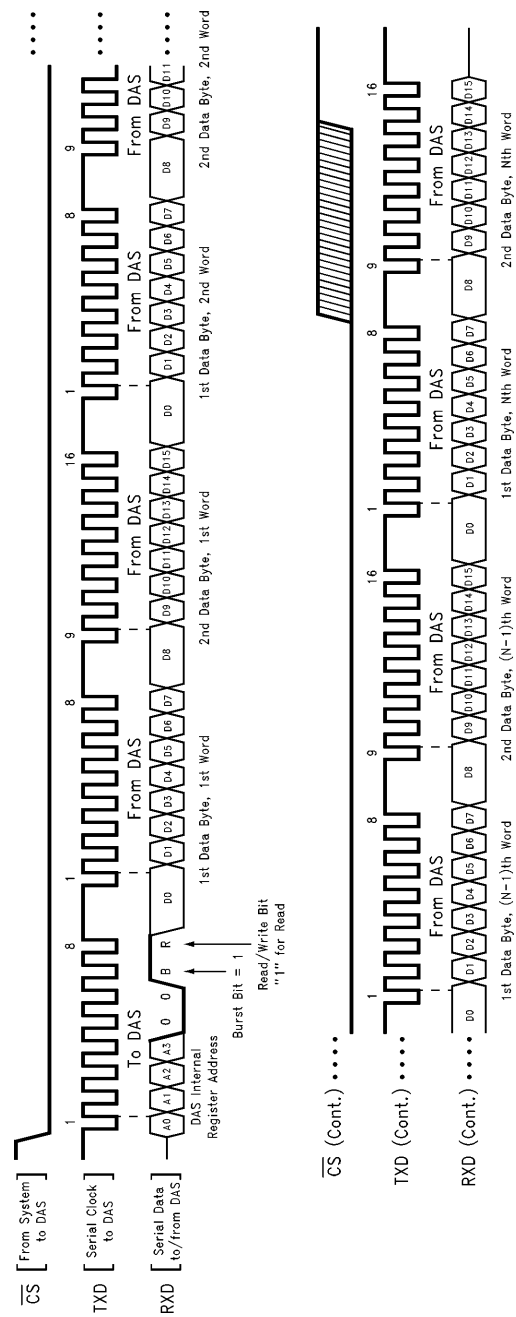 CS [From System to DAS] ••••
TXD [Serial Clock to DAS] ••••
1 8 1 8 9 16 1 8 9
To DAS From DAS From DAS From DAS From DAS
RXD [Serial Data to/from DAS] A0 A1 A2 A3 0 0 B R D0 D1 D2 D3 D4 D5 D6 D7 D8 D9 D10 D11 D12 D13 D14 D15 D0 D1 D2 D3 D4 D5 D6 D7 D8 D9 D10 D11 ••••
DAS Internal Register Address
Burst Bit = 1
Read/Write Bit
"1" for Read
1st Data Byte, 1st Word
2nd Data Byte, 1st Word
1st Data Byte, 2nd Word
2nd Data Byte, 2nd Word
CS (Cont.) ••••
TXD (Cont.) ••••
1 8 9 16 1 8 9 16
From DAS From DAS From DAS From DAS
RXD (Cont.) •••• D0 D1 D2 D3 D4 D5 D6 D7 D8 D9 D10 D11 D12 D13 D14 D15 D0 D1 D2 D3 D4 D5 D6 D7 D8 D9 D10 D11 D12 D13 D14 D15
1st Data Byte, (N-1)th Word
2nd Data Byte, (N-1)th Word
1st Data Byte, Nth Word
2nd Data Byte, Nth Word